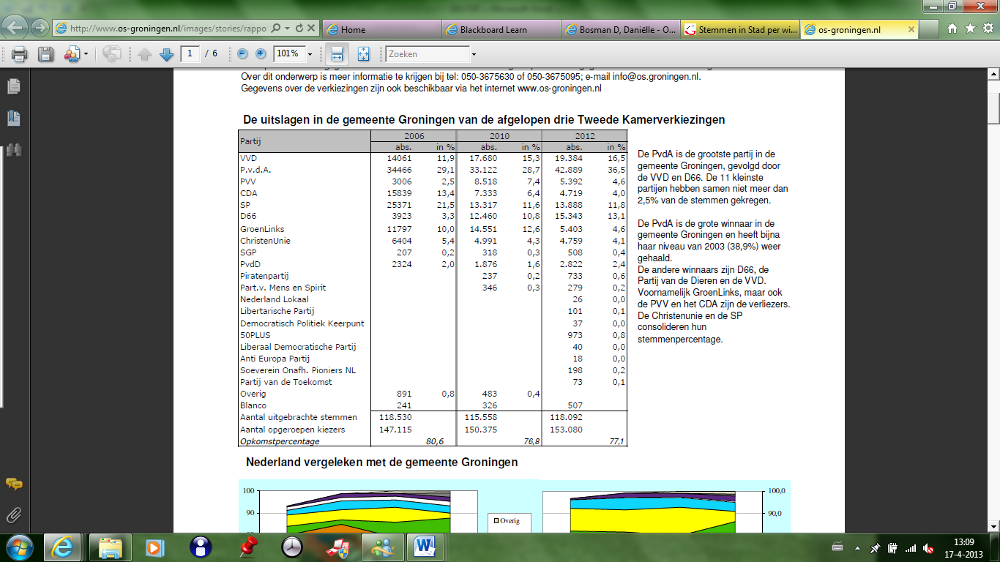 http://www.os-groningen.nl/images/stories/rappo
Home
Blackboard Learn
Bosman D, Daniëlle - O...
Stemmen in Stad per wi...
os-groningen.nl
1 / 6
101%
Zoeken
Over dit onderwerp is meer informatie te krijgen bij tel: 050-3675630 of 050-3675095; e-mail info@os.groningen.nl.
Gegevens over de verkiezingen zijn ook beschikbaar via het internet www.os-groningen.nl
De uitslagen in de gemeente Groningen van de afgelopen drie Tweede Kamerverkiezingen
Partij 2006 2010 2012
abs. in % abs. in % abs. in %
VVD 14061 11,9 17.680 15,3 19.384 16,5
P.v.d.A. 34466 29,1 33.122 28,7 42.889 36,5
PVV 3006 2,5 8.518 7,4 5.392 4,6
CDA 15839 13,4 7.333 6,4 4.719 4,0
SP 25371 21,5 13.317 11,6 13.888 11,8
D66 3923 3,3 12.460 10,8 15.343 13,1
GroenLinks 11797 10,0 14.551 12,6 5.403 4,6
ChristenUnie 6404 5,4 4.991 4,3 4.759 4,1
SGP 207 0,2 318 0,3 508 0,4
PvdD 2324 2,0 1.876 1,6 2.822 2,4
Piratenpartij 237 0,2 733 0,6
Part.v. Mens en Spirit 346 0,3 279 0,2
Nederland Lokaal 26 0,0
Libertarische Partij 101 0,1
Democratisch Politiek Keerpunt 37 0,0
50PLUS 973 0,8
Liberaal Democratische Partij 40 0,0
Anti Europa Partij 18 0,0
Soeverein Onafh. Pioniers NL 198 0,2
Partij van de Toekomst 73 0,1
Overig 891 0,8 483 0,4
Blanco 241 326 507
Aantal uitgebrachte stemmen 118.530 115.558 118.092
Aantal opgeroepen kiezers 147.115 150.375 153.080
Opkomstpercentage 80,6 76,8 77,1
De PvdA is de grootste partij in de
gemeente Groningen, gevolgd door
de VVD en D66. De 11 kleinste
partijen hebben samen niet meer dan
2,5% van de stemmen gekregen.
De PvdA is de grote winnaar in de
gemeente Groningen en heeft bijna
haar niveau van 2003 (38,9%) weer
gehaald.
De andere winnaars zijn D66, de
Partij van de Dieren en de VVD.
Voornamelijk GroenLinks, maar ook
de PVV en het CDA zijn de verliezers.
De Christenunie en de SP
consolideren hun
stemmenpercentage.
Nederland vergeleken met de gemeente Groningen
100
90
Overig
100,0
90,0
13:09
17-4-2013